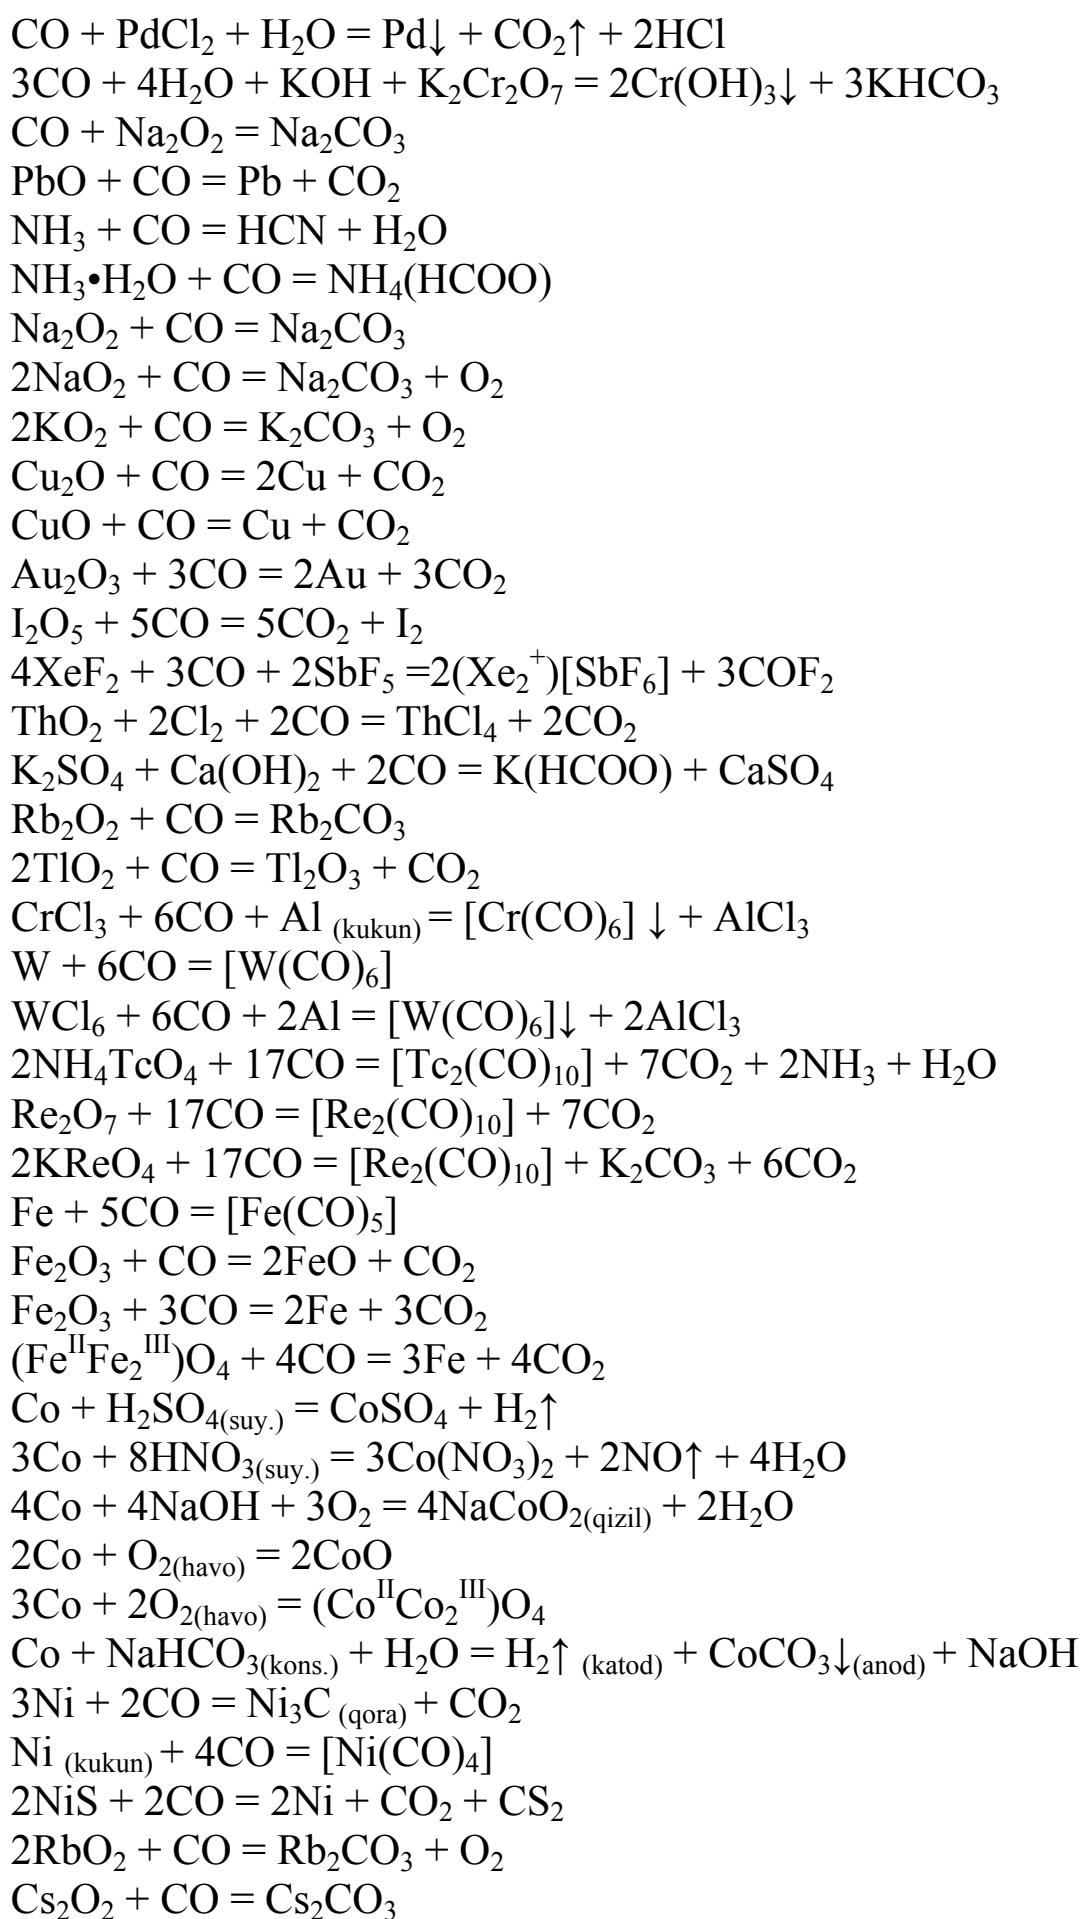 CO + PdCl₂ + H₂O = Pd↓ + CO₂↑ + 2HCl
3CO + 4H₂O + KOH + K₂Cr₂O₇ = 2Cr(OH)₃↓ + 3KHCO₃
CO + Na₂O₂ = Na₂CO₃
PbO + CO = Pb + CO₂
NH₃ + CO = HCN + H₂O
NH₃•H₂O + CO = NH₄(HCOO)
Na₂O₂ + CO = Na₂CO₃
2NaO₂ + CO = Na₂CO₃ + O₂
2KO₂ + CO = K₂CO₃ + O₂
Cu₂O + CO = 2Cu + CO₂
CuO + CO = Cu + CO₂
Au₂O₃ + 3CO = 2Au + 3CO₂
I₂O₅ + 5CO = 5CO₂ + I₂
4XeF₂ + 3CO + 2SbF₅ =2(Xe₂⁺)[SbF₆] + 3COF₂
ThO₂ + 2Cl₂ + 2CO = ThCl₄ + 2CO₂
K₂SO₄ + Ca(OH)₂ + 2CO = K(HCOO) + CaSO₄
Rb₂O₂ + CO = Rb₂CO₃
2TlO₂ + CO = Tl₂O₃ + CO₂
CrCl₃ + 6CO + Al (kukun) = [Cr(CO)₆] ↓ + AlCl₃
W + 6CO = [W(CO)₆]
WCl₆ + 6CO + 2Al = [W(CO)₆]↓ + 2AlCl₃
2NH₄TcO₄ + 17CO = [Tc₂(CO)₁₀] + 7CO₂ + 2NH₃ + H₂O
Re₂O₇ + 17CO = [Re₂(CO)₁₀] + 7CO₂
2KReO₄ + 17CO = [Re₂(CO)₁₀] + K₂CO₃ + 6CO₂
Fe + 5CO = [Fe(CO)₅]
Fe₂O₃ + CO = 2FeO + CO₂
Fe₂O₃ + 3CO = 2Fe + 3CO₂
(FeᴵᴵFe₂ᴵᴵᴵ)O₄ + 4CO = 3Fe + 4CO₂
Co + H₂SO₄(suy.) = CoSO₄ + H₂↑
3Co + 8HNO₃(suy.) = 3Co(NO₃)₂ + 2NO↑ + 4H₂O
4Co + 4NaOH + 3O₂ = 4NaCoO₂(qizil) + 2H₂O
2Co + O₂(havo) = 2CoO
3Co + 2O₂(havo) = (CoᴵᴵCo₂ᴵᴵᴵ)O₄
Co + NaHCO₃(kons.) + H₂O = H₂↑ (katod) + CoCO₃↓(anod) + NaOH
3Ni + 2CO = Ni₃C (qora) + CO₂
Ni (kukun) + 4CO = [Ni(CO)₄]
2NiS + 2CO = 2Ni + CO₂ + CS₂
2RbO₂ + CO = Rb₂CO₃ + O₂
Cs₂O₂ + CO = Cs₂CO₃